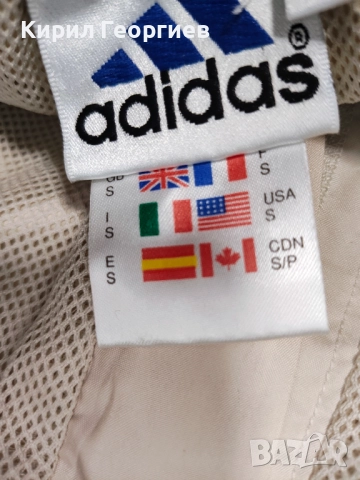 Кирил Георгиев
adidas
®
GB F
S S
I USA
S S
E CDN
S S/P
bazar